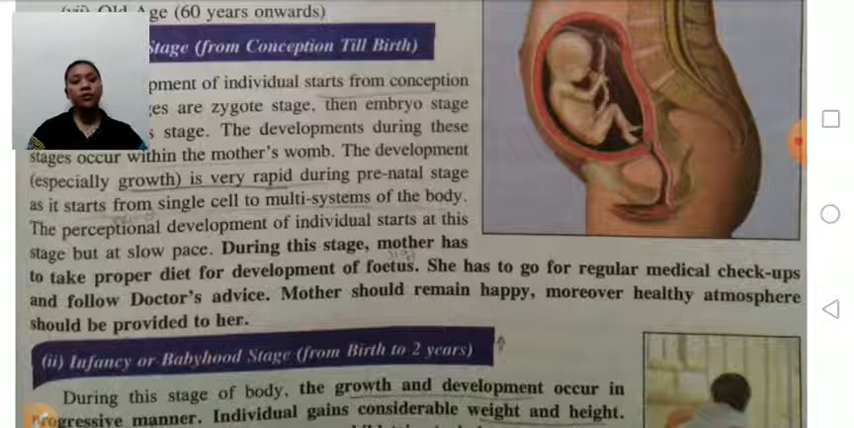 Old Age (60 years onwards)
Stage (from Conception Till Birth)
pment of individual starts from conception
es are zygote stage, then embryo stage
s stage. The developments during these
stages occur within the mother's womb. The development
(especially growth) is very rapid during pre-natal stage
as it starts from single cell to multi-systems of the body.
The perceptional development of individual starts at this
stage but at slow pace. During this stage, mother has
to take proper diet for development of foetus. She has to go for regular medical check-ups
and follow Doctor's advice. Mother should remain happy, moreover healthy atmosphere
should be provided to her.
(ii) Infancy or Babyhood Stage (from Birth to 2 years)
During this stage of body, the growth and development occur in
progressive manner. Individual gains considerable weight and height.